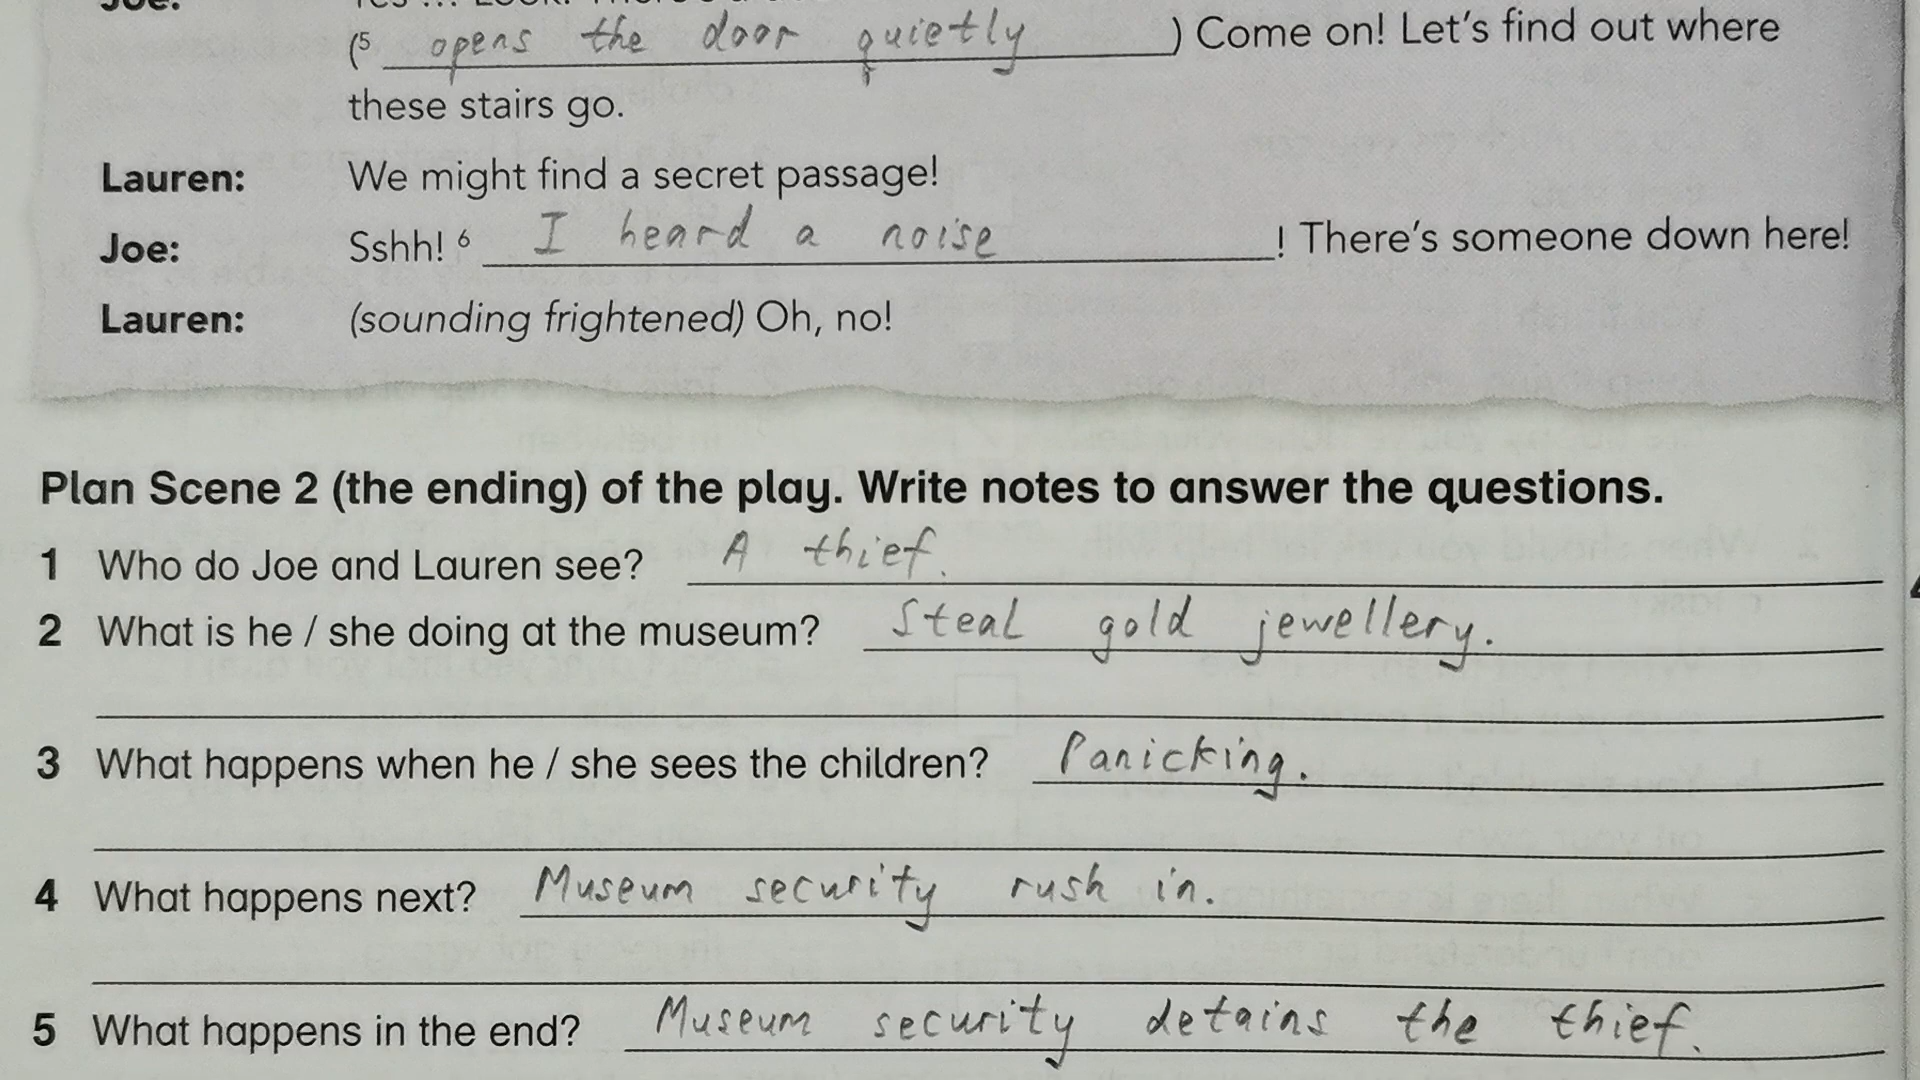 Joe:
(5 opens the door quietly ) Come on! Let's find out where
these stairs go.
Lauren: We might find a secret passage!
Joe: Sshh! 6 I heard a noise ! There's someone down here!
Lauren: (sounding frightened) Oh, no!
Plan Scene 2 (the ending) of the play. Write notes to answer the questions.
1 Who do Joe and Lauren see? A thief.
2 What is he / she doing at the museum? Steal gold jewellery.
3 What happens when he / she sees the children? Panicking.
4 What happens next? Museum security rush in.
5 What happens in the end? Museum security detains the thief.